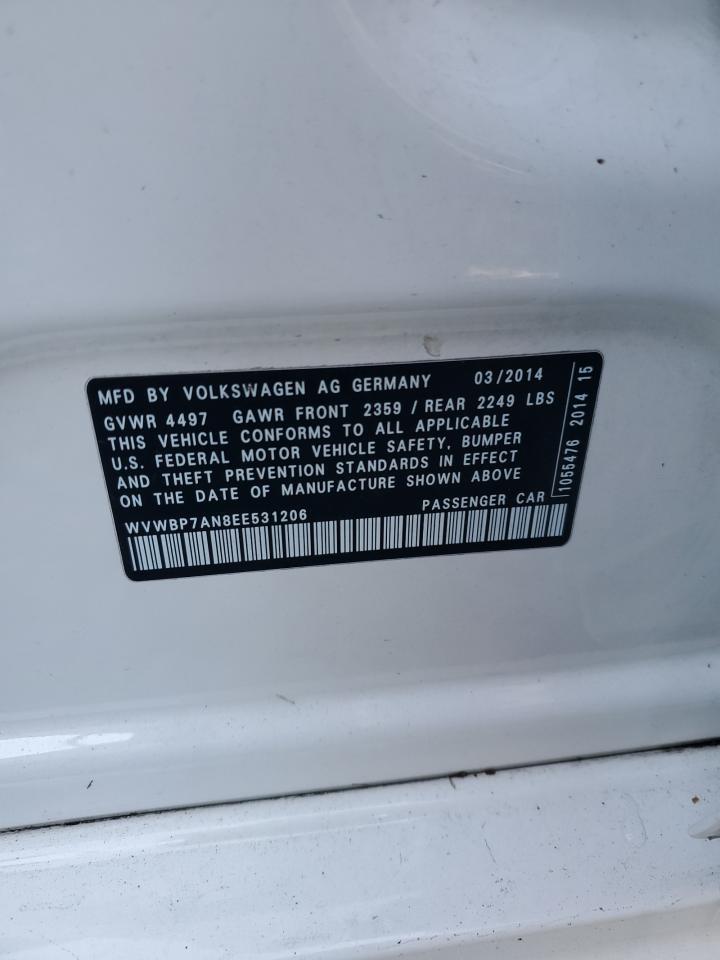 MFD BY VOLKSWAGEN AG GERMANY 03/2014
GVWR 4497 GAWR FRONT 2359 / REAR 2249 LBS
THIS VEHICLE CONFORMS TO ALL APPLICABLE
U.S. FEDERAL MOTOR VEHICLE SAFETY, BUMPER
AND THEFT PREVENTION STANDARDS IN EFFECT
ON THE DATE OF MANUFACTURE SHOWN ABOVE
WVWBP7AN8EE531206 PASSENGER CAR
1055476 2014 15